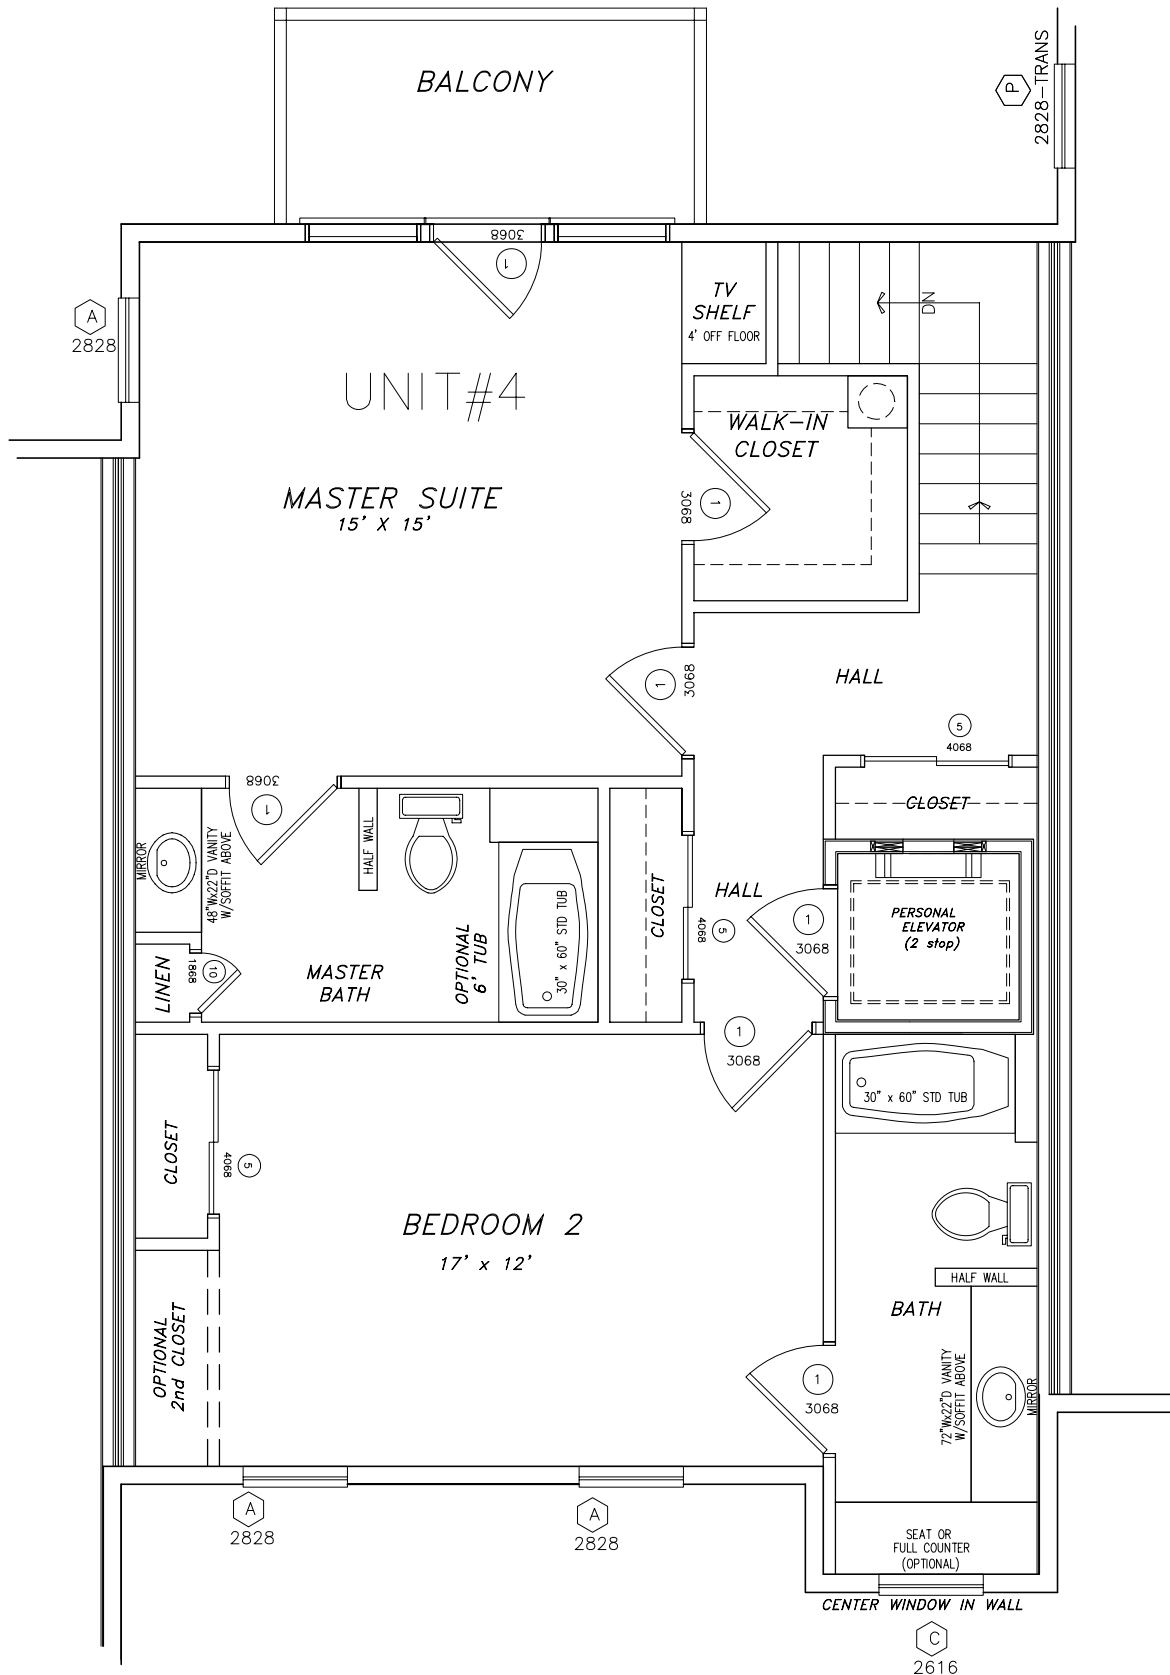 BALCONY
P
2828-TRANS
3068
1
A
2828
TV
SHELF
4' OFF FLOOR
DN
UNIT#4
WALK-IN
CLOSET
MASTER SUITE
15' X 15'
1
3068
HALL
1
3068
5
4068
3068
1
CLOSET
MIRROR
48"Wx22"D VANITY
W/SOFFIT ABOVE
HALF WALL
OPTIONAL
6' TUB
30" x 60" STD TUB
CLOSET
HALL
5
4068
1
3068
PERSONAL
ELEVATOR
(2 stop)
LINEN
10
1868
MASTER
BATH
1
3068
30" x 60" STD TUB
CLOSET
5
4068
BEDROOM 2
17' x 12'
HALF WALL
BATH
OPTIONAL
2nd CLOSET
1
3068
72"Wx22"D VANITY
W/SOFFIT ABOVE
MIRROR
A
2828
A
2828
SEAT OR
FULL COUNTER
(OPTIONAL)
CENTER WINDOW IN WALL
C
2616